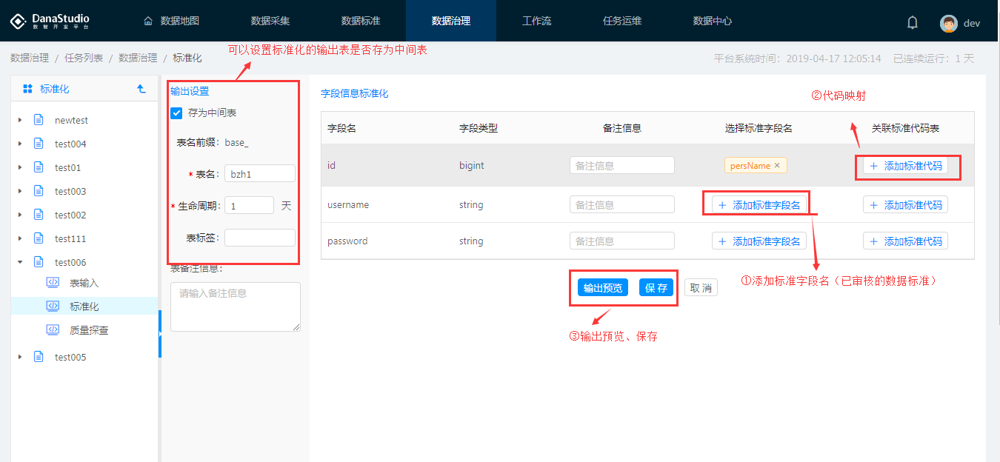 DanaStudio
数据开发平台
数据地图
数据采集
数据标准
数据治理
工作流
任务运维
数据中心
dev
数据治理 / 任务列表 / 数据治理 / 标准化
可以设置标准化的输出表是否存为中间表
平台系统时间：2019-04-17 12:05:14 已连续运行：1 天
标准化
newtest
test004
test01
test003
test002
test111
test006
表输入
标准化
质量探查
test005
输出设置
存为中间表
表名前缀：base_
* 表名：bzh1
* 生命周期：1 天
表标签：
表备注信息：
请输入备注信息
字段信息标准化
②代码映射
字段名 字段类型 备注信息 选择标准字段名 关联标准代码表
id bigint 备注信息 persName × + 添加标准代码
username string 备注信息 + 添加标准字段名 + 添加标准代码
password string 备注信息 + 添加标准字段名 + 添加标准代码
①添加标准字段名（已审核的数据标准）
输出预览 保存 取消
③输出预览、保存